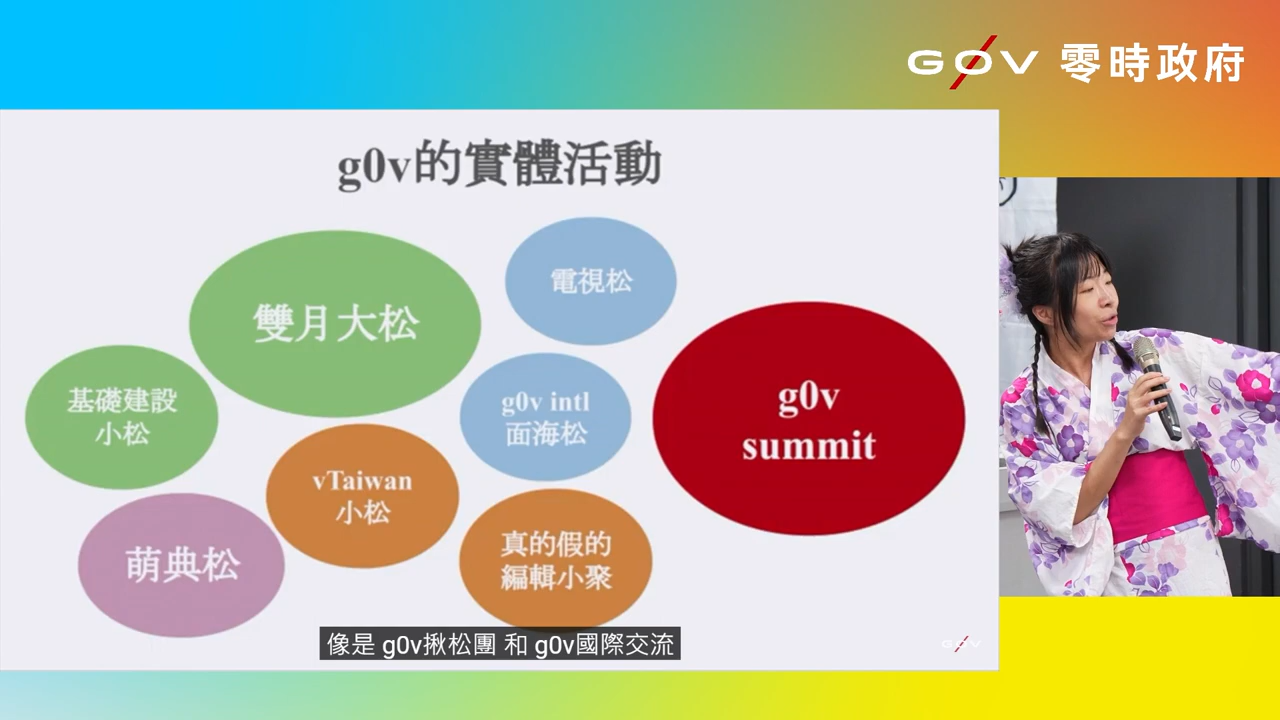 GOV 零時政府
g0v的實體活動
雙月大松
電視松
基礎建設
小松
g0v intl
面海松
g0v
summit
vTaiwan
小松
萌典松
真的假的
編輯小聚
像是 g0v揪松團 和 g0v國際交流
GOV